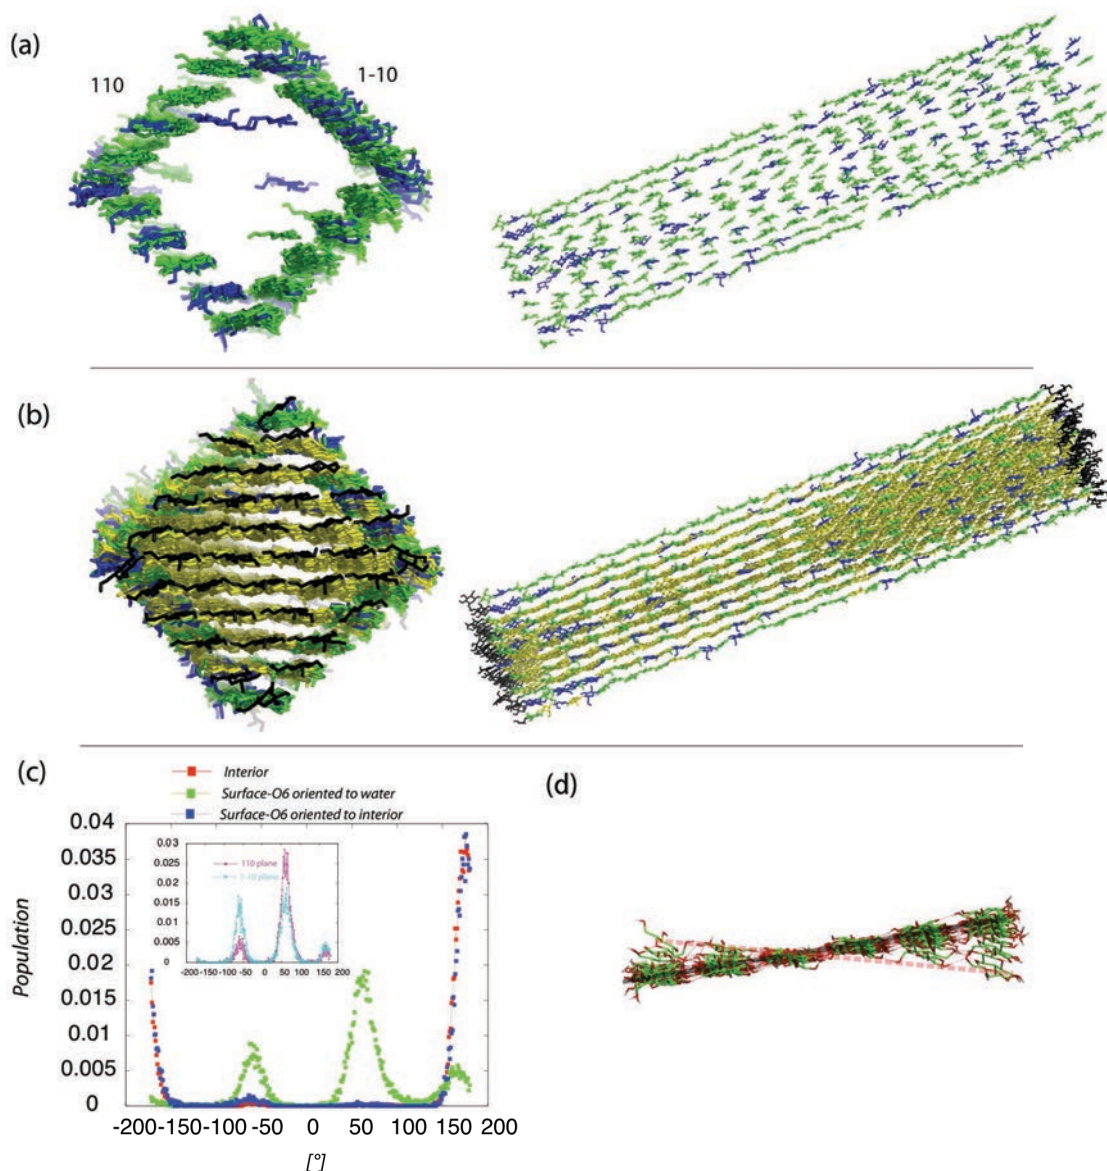 (a)
110
1-10
(b)
(c)
Interior
Surface-O6 oriented to water
Surface-O6 oriented to interior
(d)
0.04
0.035
0.03
0.025
0.02
0.015
0.01
0.005
0
Population
-200 -150 -100 -50 0 50 100 150 200
[°]
0.03
0.025
0.02
0.015
0.01
0.005
0
110 plane
1-10 plane
-200 -150 -100 -50 0 50 100 150 200